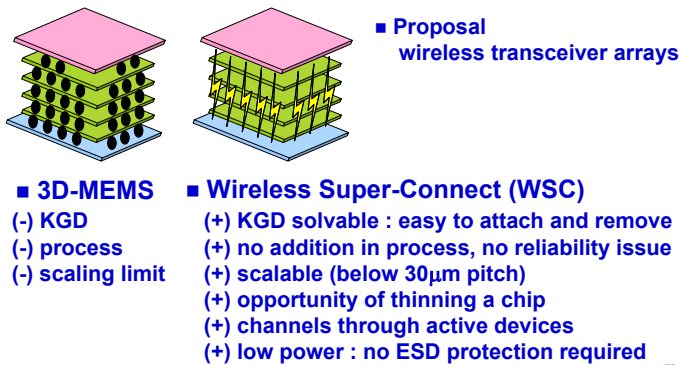 ■ Proposal
wireless transceiver arrays
■ 3D-MEMS
(-) KGD
(-) process
(-) scaling limit
■ Wireless Super-Connect (WSC)
(+) KGD solvable : easy to attach and remove
(+) no addition in process, no reliability issue
(+) scalable (below 30μm pitch)
(+) opportunity of thinning a chip
(+) channels through active devices
(+) low power : no ESD protection required